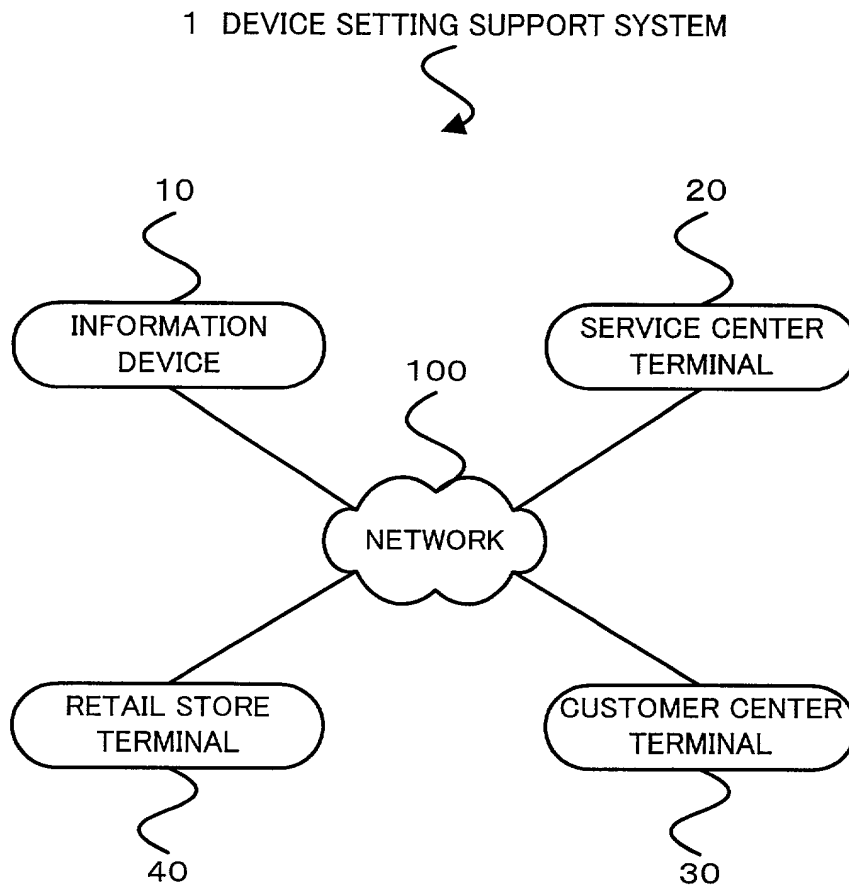 1 DEVICE SETTING SUPPORT SYSTEM
10
20
INFORMATION
DEVICE
SERVICE CENTER
TERMINAL
100
NETWORK
RETAIL STORE
TERMINAL
CUSTOMER CENTER
TERMINAL
40
30